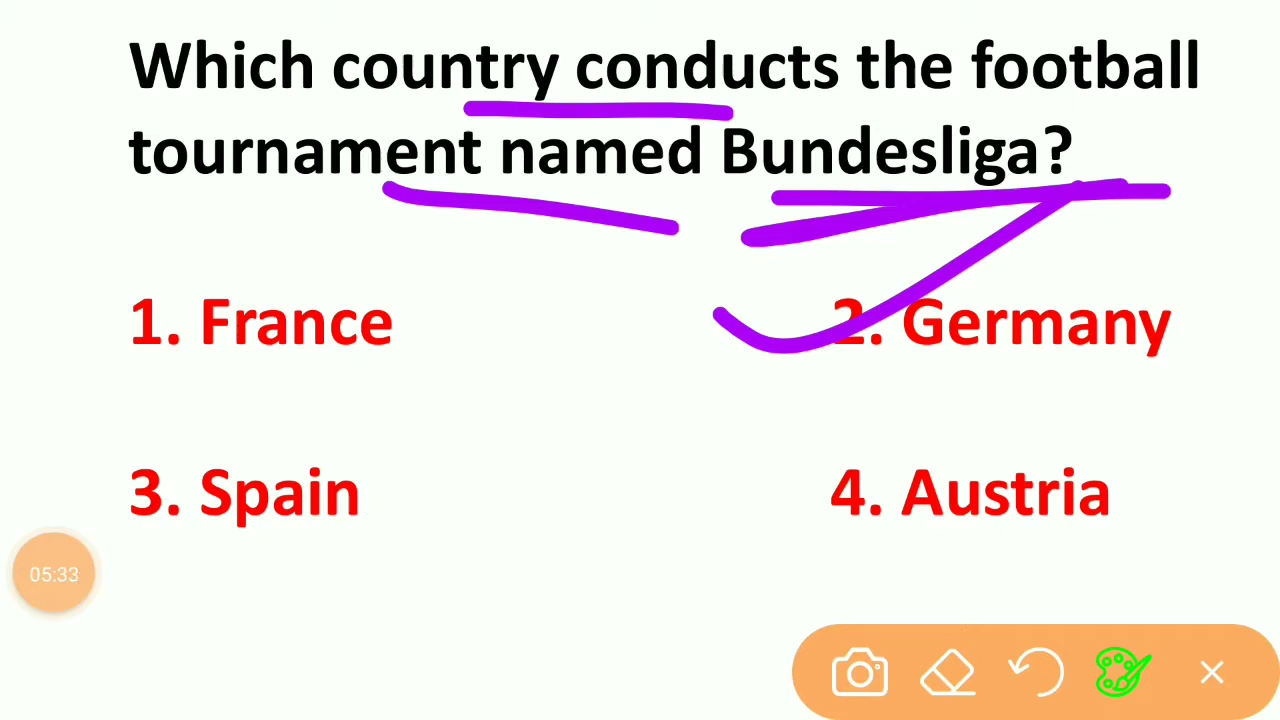 Which country conducts the football
tournament named Bundesliga?
1. France 2. Germany
3. Spain 4. Austria
05:33